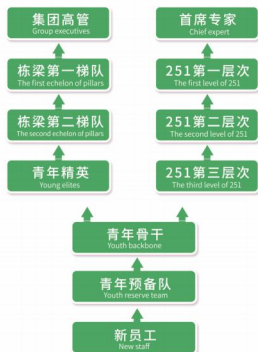 集团高管
Group executives
栋梁第一梯队
The first echelon of pillars
栋梁第二梯队
The second echelon of pillars
青年精英
Young elites
首席专家
Chief expert
251第一层次
The first level of 251
251第二层次
The second level of 251
251第三层次
The third level of 251
青年骨干
Youth backbone
青年预备队
Youth reserve team
新员工
New staff